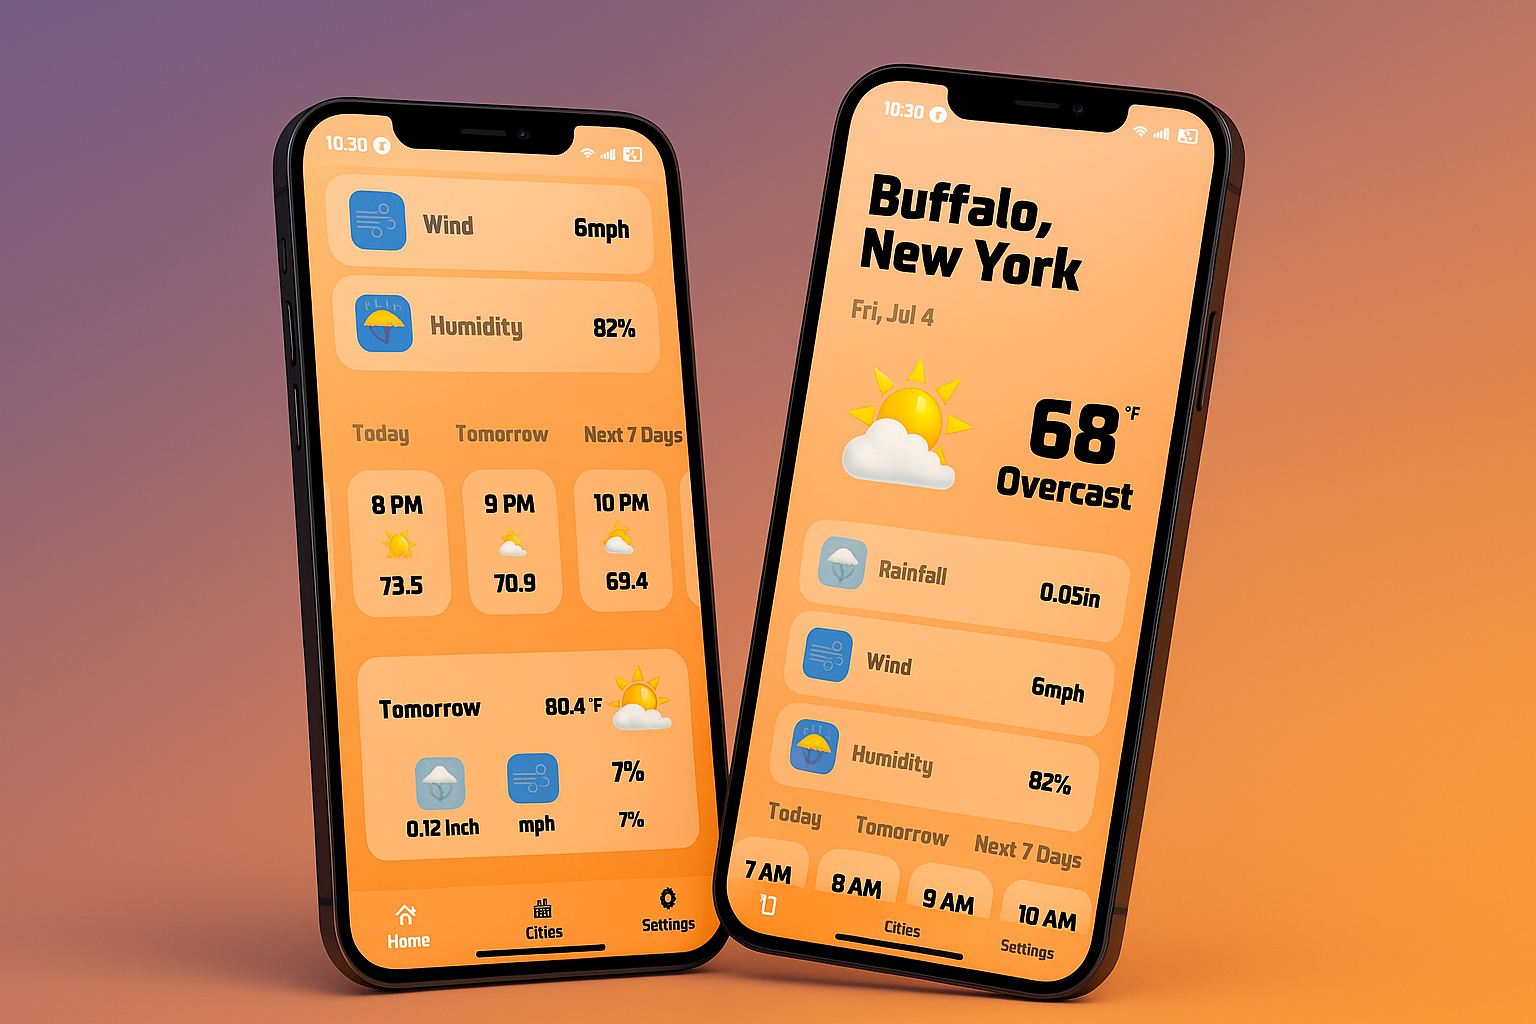 10.30
Wind 6mph
Humidity 82%
Today Tomorrow Next 7 Days
8 PM 9 PM 10 PM
73.5 70.9 69.4
Tomorrow 80.4 °F
7%
0.12 Inch mph 7%
Home Cities Settings
10:30
Buffalo,
New York
Fri, Jul 4
68 °F
Overcast
Rainfall 0.05in
Wind 6mph
Humidity 82%
Today Tomorrow Next 7 Days
7 AM 8 AM 9 AM 10 AM
Cities Settings